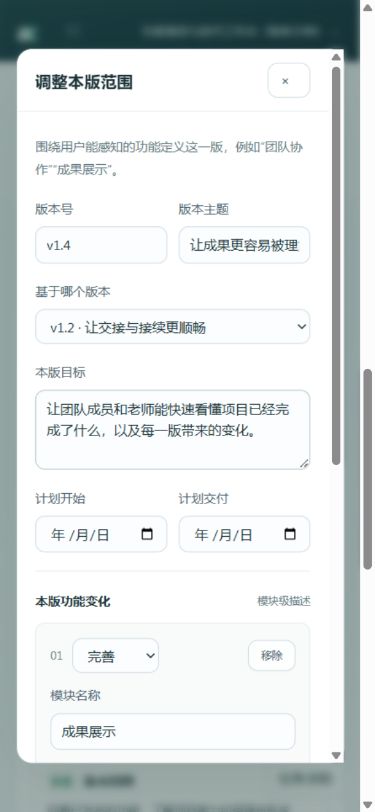 调整本版范围
×
围绕用户能感知的功能定义这一版，例如“团队协
作”“成果展示”。
版本号 版本主题
v1.4 让成果更容易被理
基于哪个版本
v1.2 · 让交接与接续更顺畅
本版目标
让团队成员和老师能快速看懂项目已经完
成了什么，以及每一版带来的变化。
计划开始 计划交付
年 /月/日 年 /月/日
本版功能变化 模块级描述
01 完善 移除
模块名称
成果展示